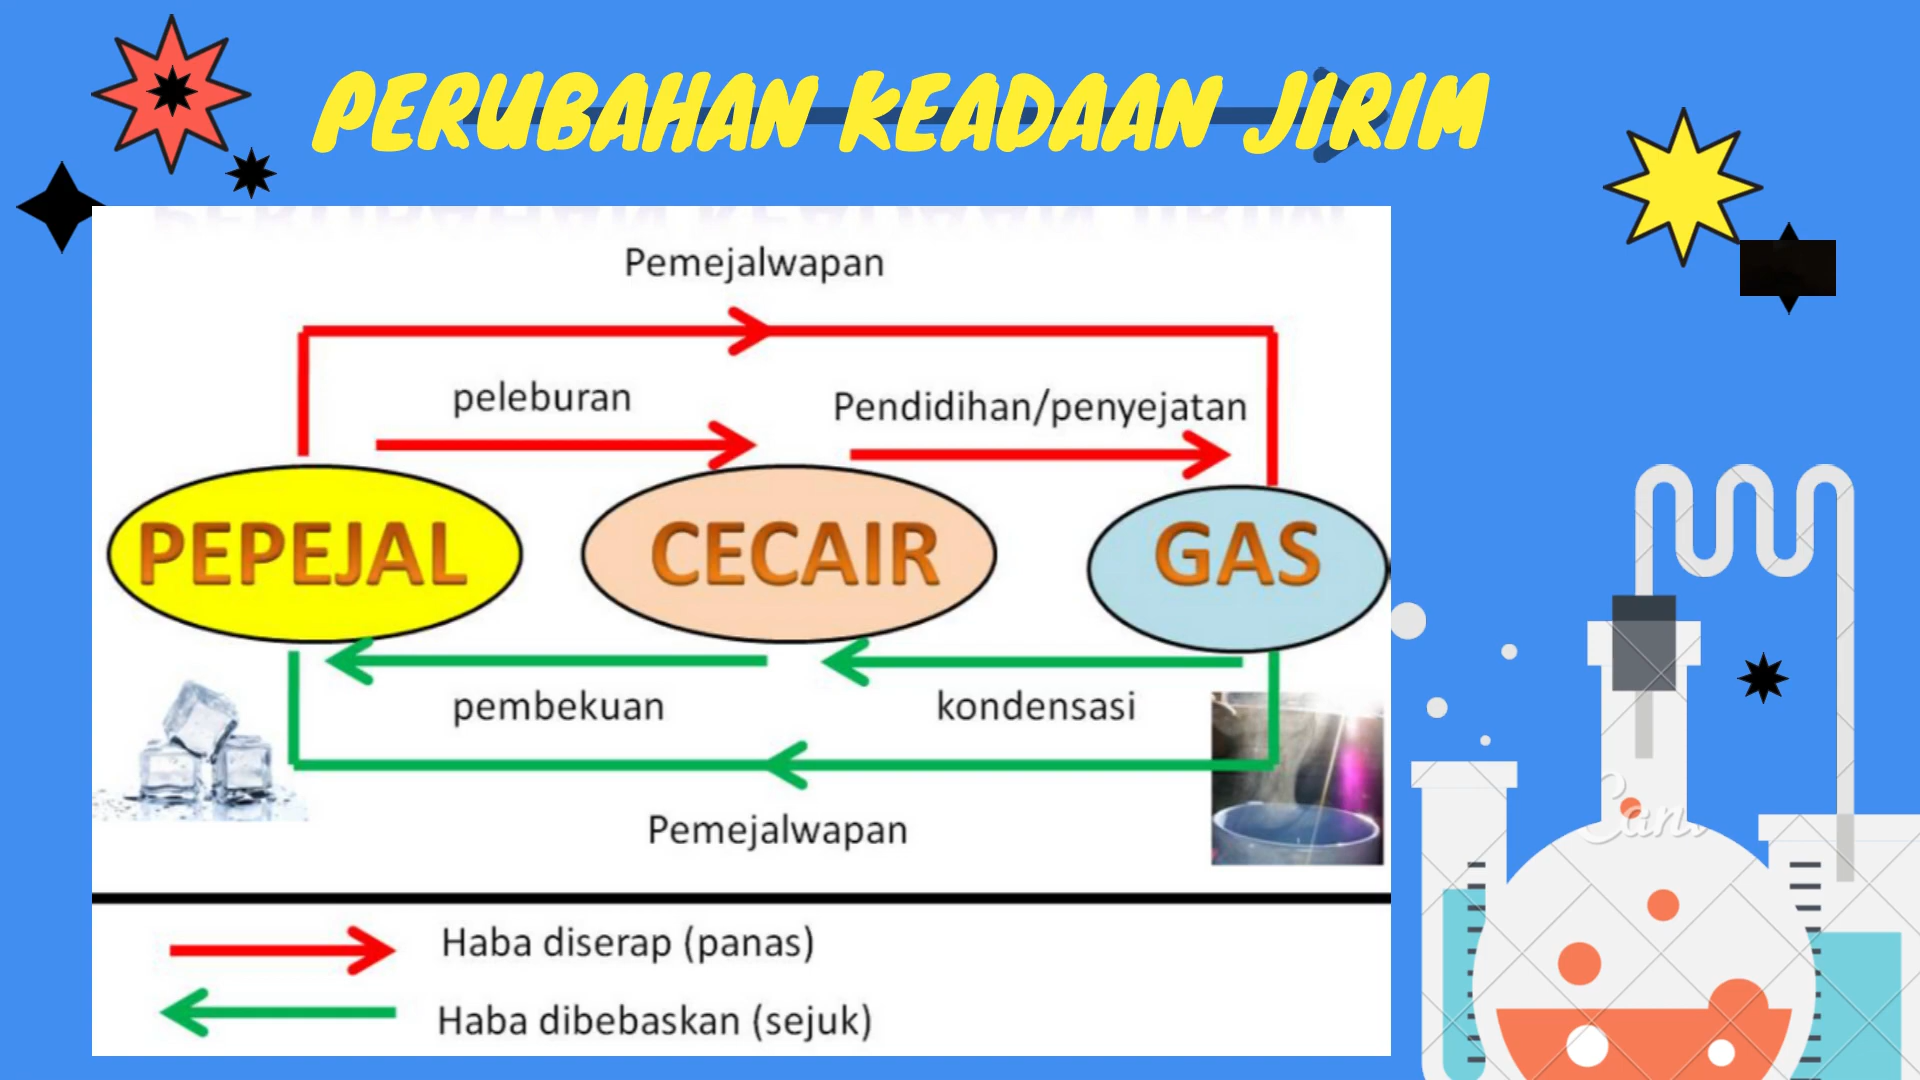 PERUBAHAN KEADAAN JIRIM
Pemejalwapan
peleburan
Pendidihan/penyejatan
PEPEJAL
CECAIR
GAS
pembekuan
kondensasi
Pemejalwapan
Haba diserap (panas)
Haba dibebaskan (sejuk)